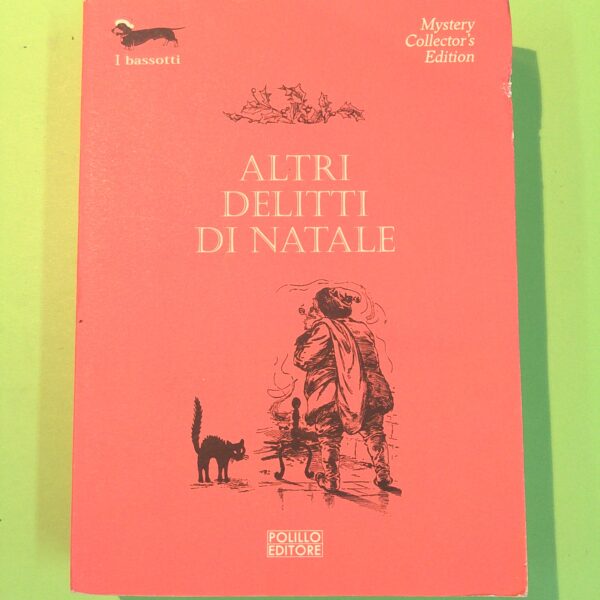 I bassotti
Mystery
Collector's
Edition
ALTRI
DELITTI
DI NATALE
POLILLO
EDITORE